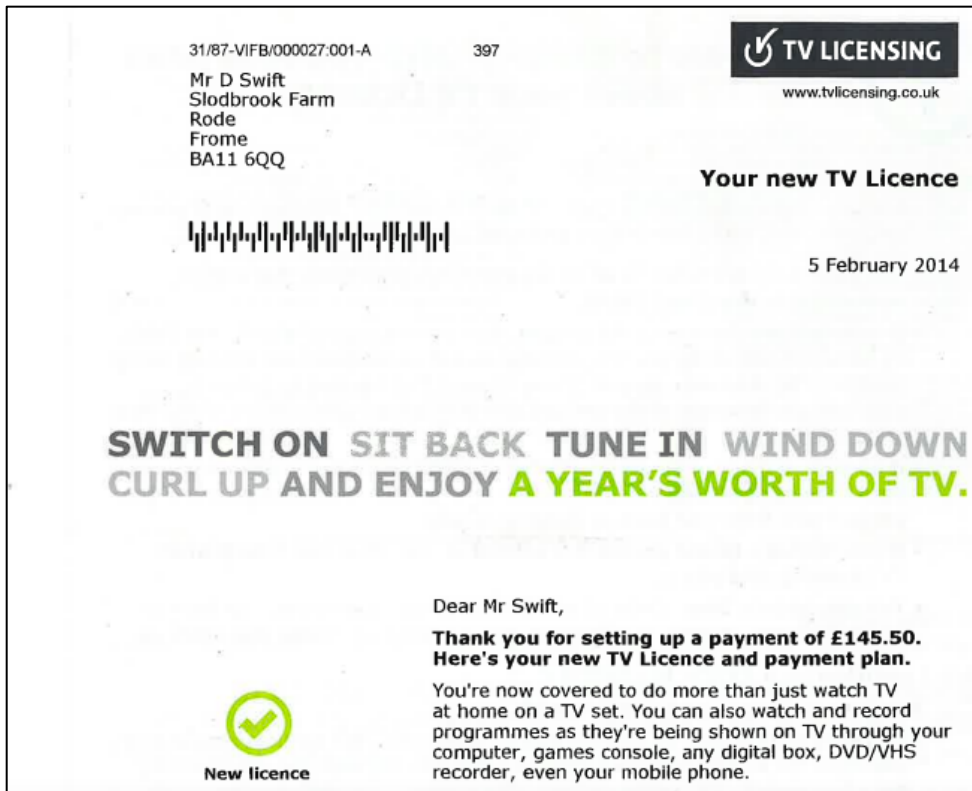 31/87-VIFB/000027:001-A 397
TV LICENSING
www.tvlicensing.co.uk
Mr D Swift
Slodbrook Farm
Rode
Frome
BA11 6QQ
Your new TV Licence
5 February 2014
SWITCH ON SIT BACK TUNE IN WIND DOWN
CURL UP AND ENJOY A YEAR'S WORTH OF TV.
Dear Mr Swift,
Thank you for setting up a payment of £145.50.
Here's your new TV Licence and payment plan.
You're now covered to do more than just watch TV
at home on a TV set. You can also watch and record
programmes as they're being shown on TV through your
computer, games console, any digital box, DVD/VHS
recorder, even your mobile phone.
New licence